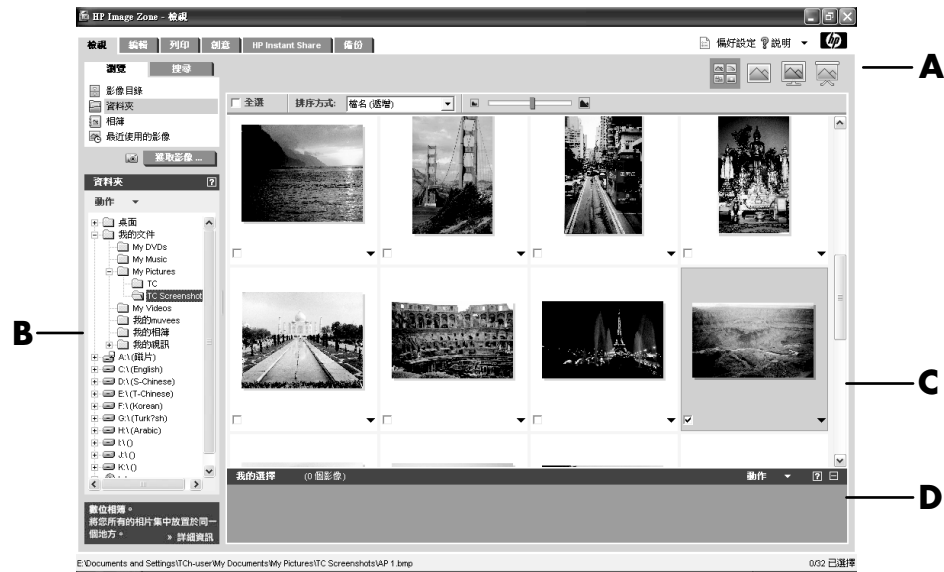 HP Image Zone - 檢視
檢視 編輯 列印 創意 HP Instant Share 備份
偏好設定 ? 說明
hp
A
瀏覽 搜尋
影像目錄
資料夾
相簿
最近使用的影像
獲取影像 ...
全選 排序方式: 檔名 (遞增)
資料夾 ?
動作
桌面
我的文件
My DVDs
My Music
My Pictures
TC
TC Screenshot
My Videos
我的muvees
我的相簿
我的視訊
A:\ (磁片)
C:\ (English)
D:\ (S-Chinese)
E:\ (T-Chinese)
F:\ (Korean)
G:\ (Turk?sh)
H:\ (Arabic)
I:\ ()
J:\ ()
K:\ ()
B
C
我的選擇 (0 個影像) 動作 ?
D
數位相簿。
將您所有的相片集中放置於同一
個地方。 » 詳細資訊
E:\Documents and Settings\TCh-user\My Documents\My Pictures\TC Screenshots\AP 1.bmp 0/32 已選擇